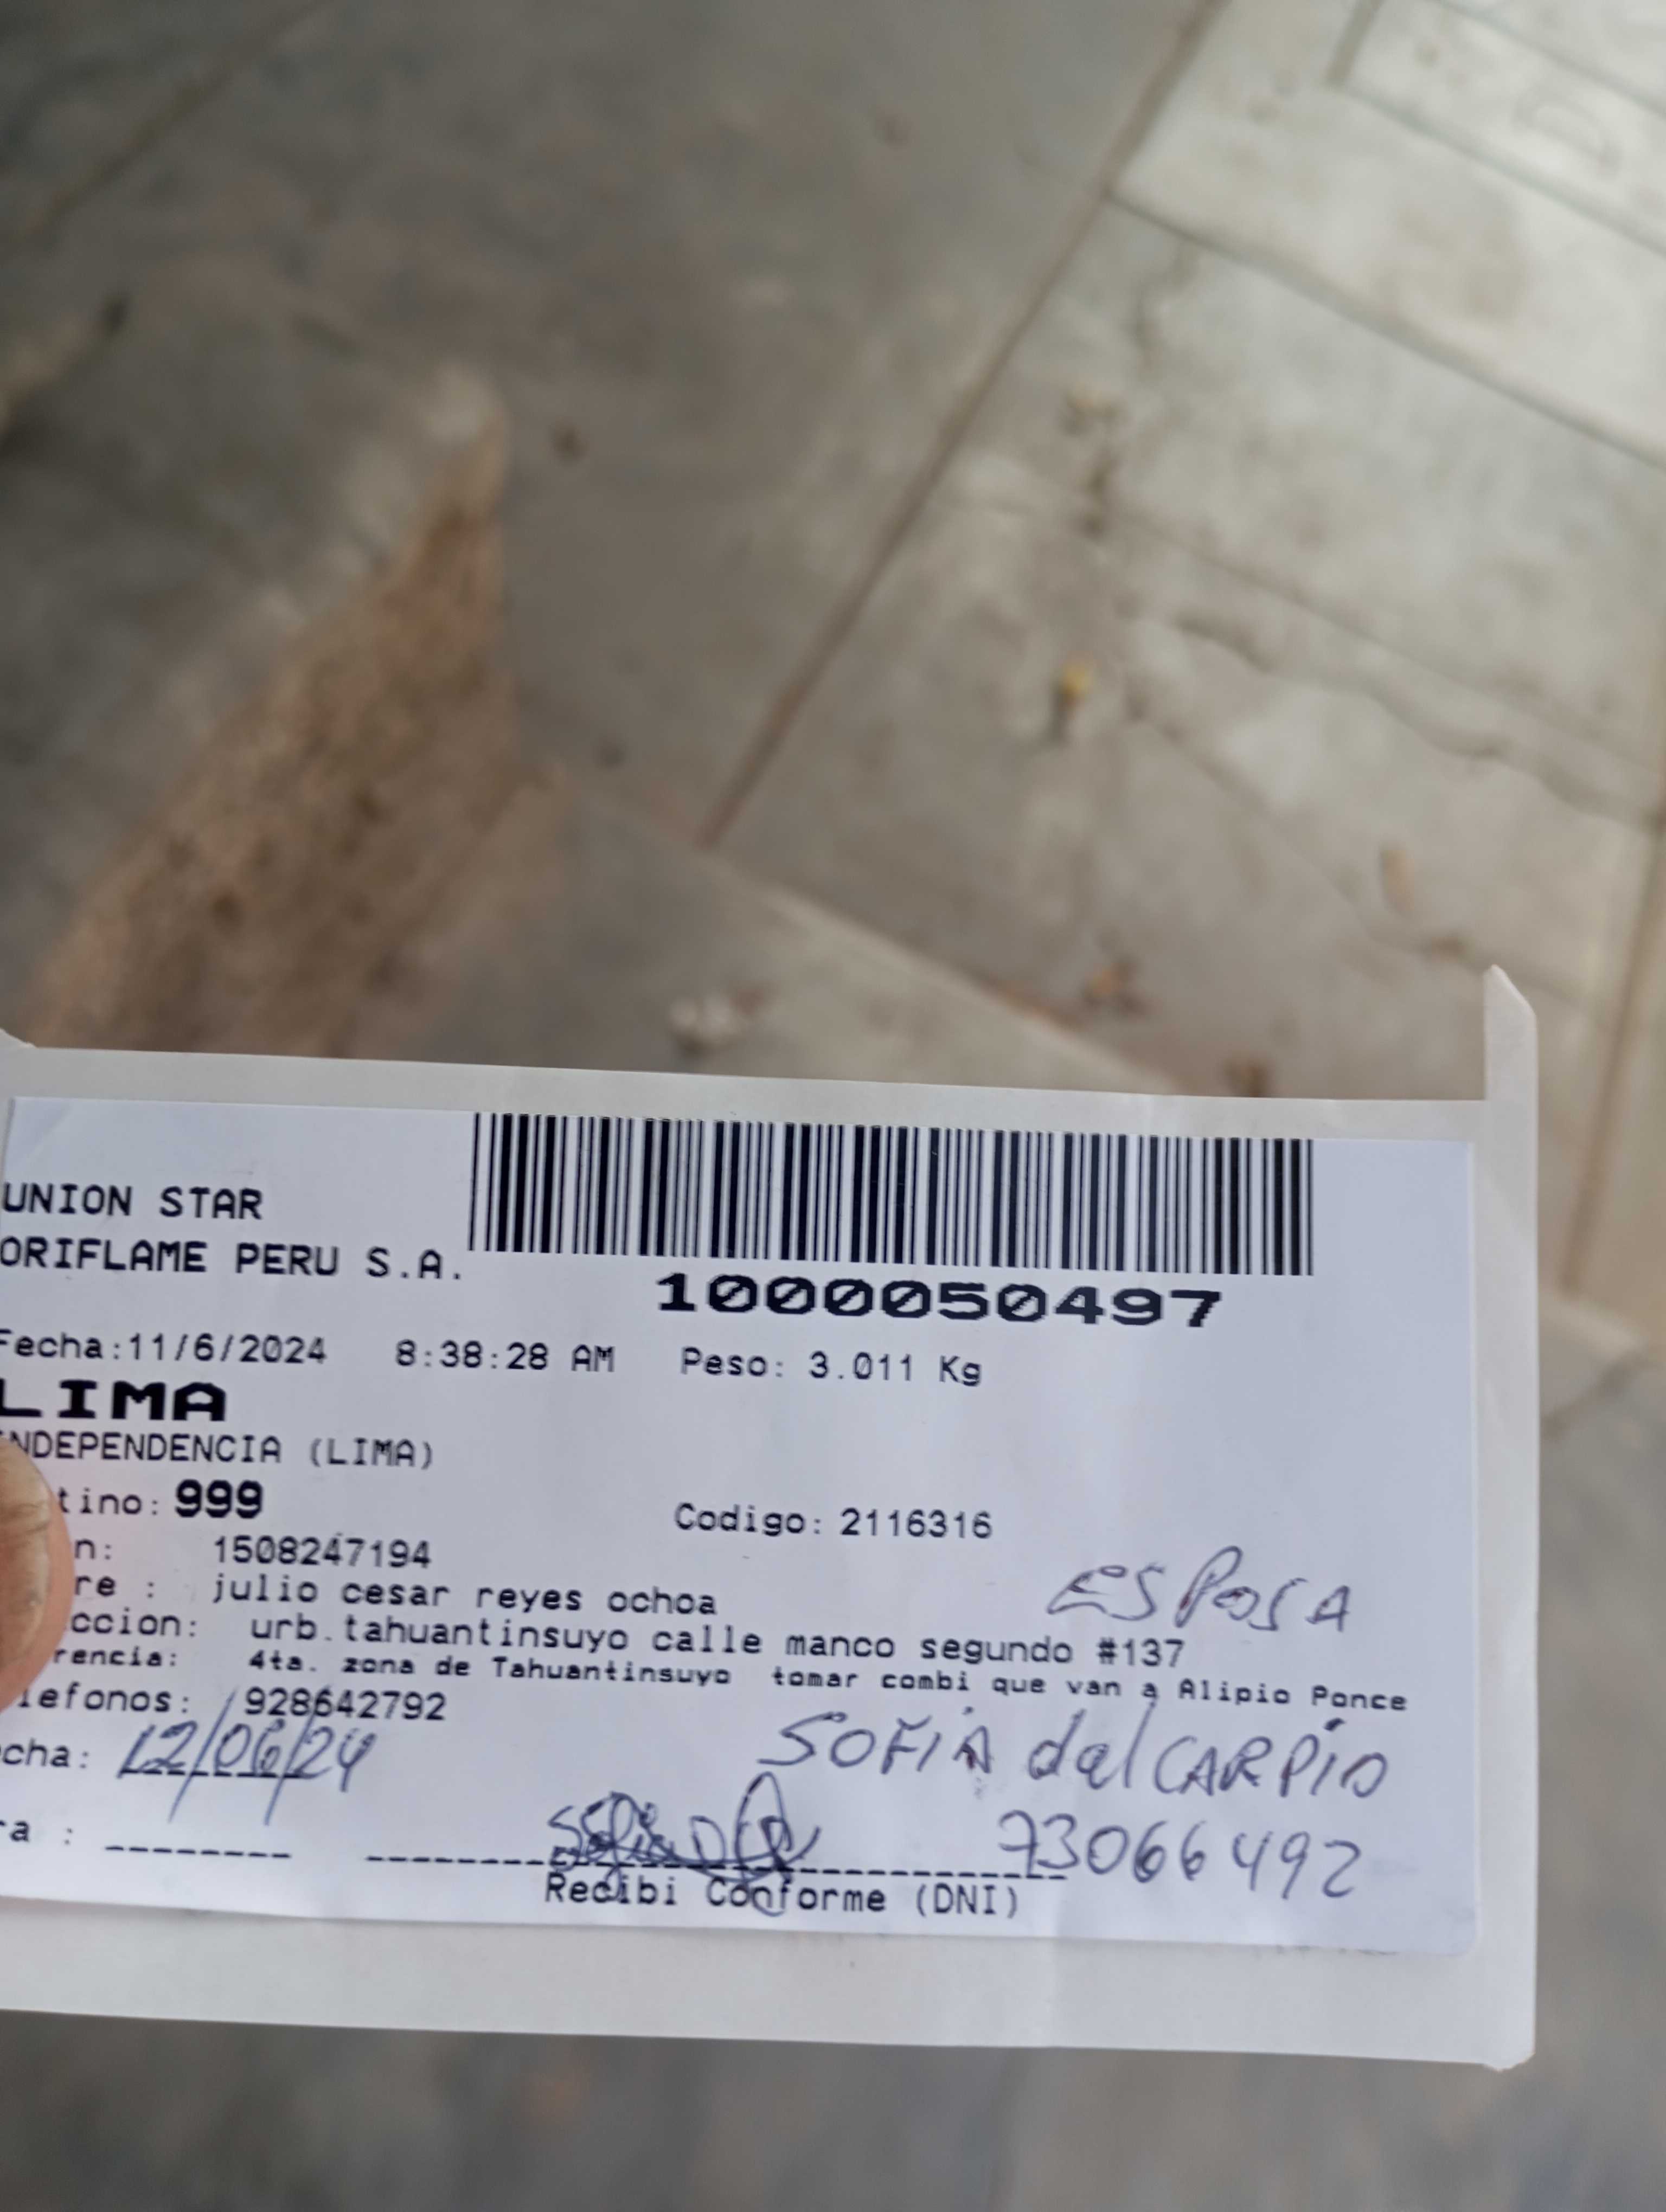 UNION STAR
ORIFLAME PERU S.A.
1000050497
Fecha:11/6/2024 8:38:28 AM Peso: 3.011 Kg
LIMA
NDEPENDENCIA (LIMA)
tino: 999 Codigo: 2116316
n: 1508247194
re : julio cesar reyes ochoa ESPOSA
ccion: urb.tahuantinsuyo calle manco segundo #137
rencia: 4ta. zona de Tahuantinsuyo tomar combi que van a Alipio Ponce
lefonos: 928642792
cha: 12/06/24 SOFIA del CARPIO
ra : 73066492
Recibi Conforme (DNI)